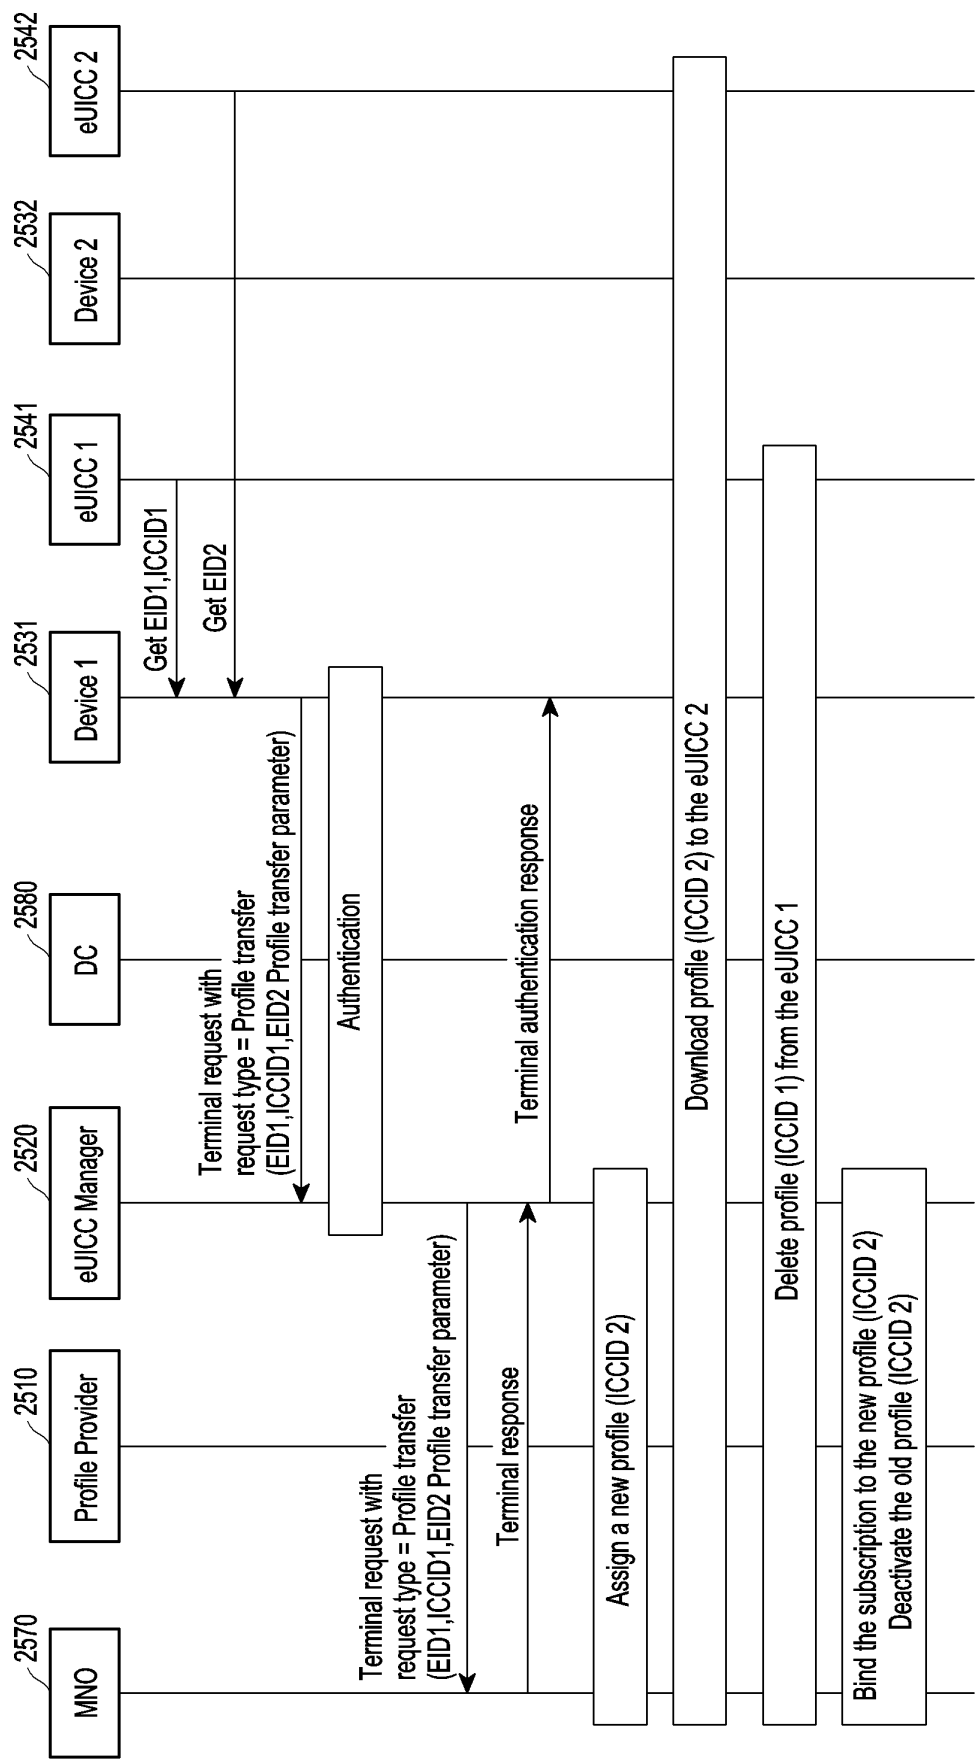 2570
MNO
2510
Profile Provider
2520
eUICC Manager
2580
DC
2531
Device 1
2541
eUICC 1
2532
Device 2
2542
eUICC 2
Get EID1,ICCID1
Get EID2
Terminal request with
request type = Profile transfer
(EID1,ICCID1,EID2 Profile transfer parameter)
Authentication
Terminal request with
request type = Profile transfer
(EID1,ICCID1,EID2 Profile transfer parameter)
Terminal response
Terminal authentication response
Assign a new profile (ICCID 2)
Download profile (ICCID 2) to the eUICC 2
Delete profile (ICCID 1) from the eUICC 1
Bind the subscription to the new profile (ICCID 2)
Deactivate the old profile (ICCID 2)